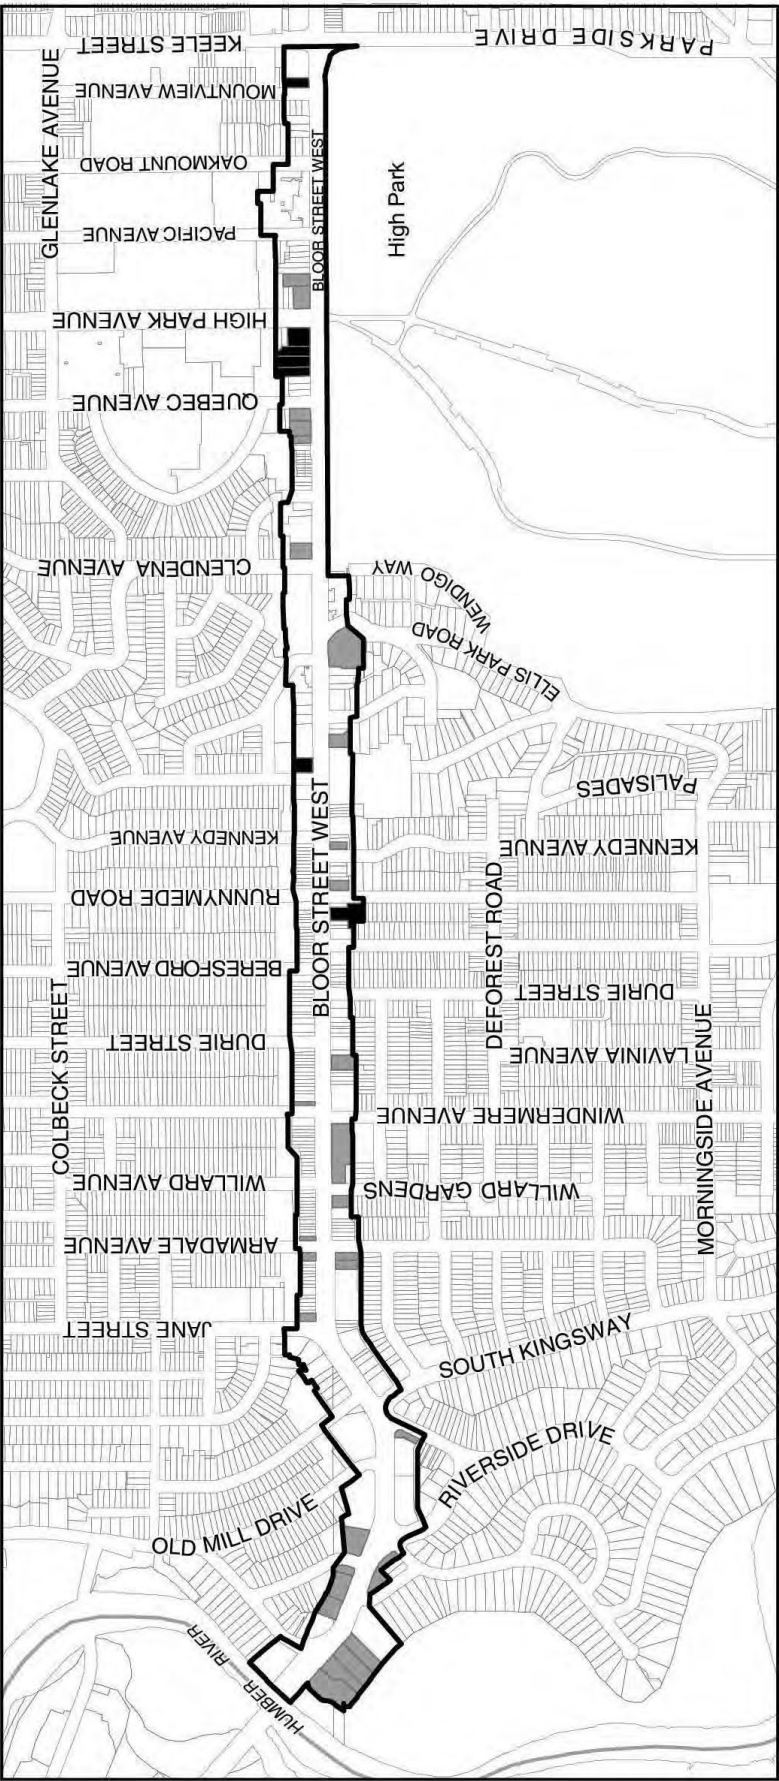 KEELE STREET
PARKSIDE DRIVE
GLENLAKE AVENUE
MOUNTVIEW AVENUE
OAKMOUNT ROAD
BLOOR STREET WEST
High Park
PACIFIC AVENUE
HIGH PARK AVENUE
QUEBEC AVENUE
CLENDENA AVENUE
WENDIGO WAY
ELLIS PARK ROAD
PALISADES
BLOOR STREET WEST
KENNEDY AVENUE
KENNEDY AVENUE
RUNNYMEDE ROAD
DEFOREST ROAD
BERESFORD AVENUE
DURIE STREET
COLBECK STREET
DURIE STREET
LAVINIA AVENUE
MORNINGSIDE AVENUE
WINDERMERE AVENUE
WILLARD AVENUE
WILLARD GARDENS
ARMADALE AVENUE
JANE STREET
SOUTH KINGSWAY
RIVERSIDE DRIVE
OLD MILL DRIVE
HUMBER RIVER